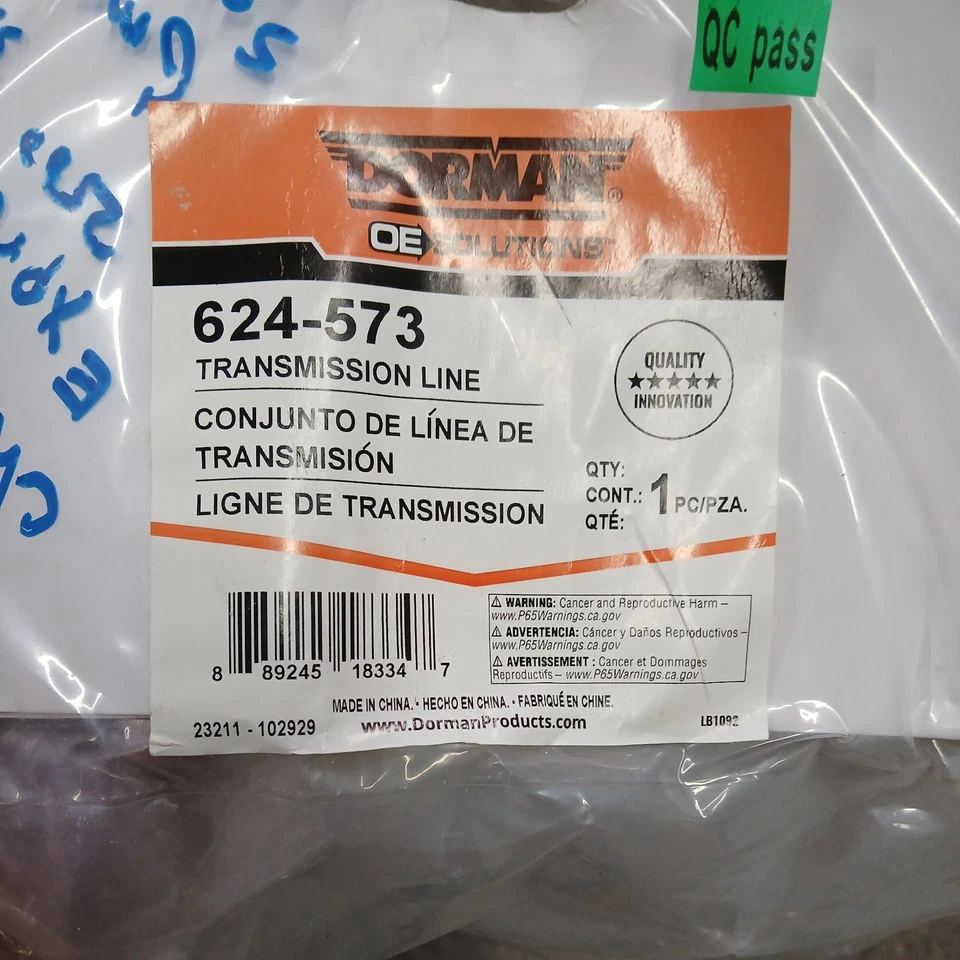 QC pass
DORMAN®
OE SOLUTIONS™
624-573
TRANSMISSION LINE
CONJUNTO DE LÍNEA DE
TRANSMISIÓN
LIGNE DE TRANSMISSION
QUALITY
★★★★★
INNOVATION
QTY:
CONT.: 1 PC/PZA.
QTÉ:
8 89245 18334 7
⚠ WARNING: Cancer and Reproductive Harm –
www.P65Warnings.ca.gov
⚠ ADVERTENCIA: Cáncer y Daños Reproductivos –
www.P65Warnings.ca.gov
⚠ AVERTISSEMENT : Cancer et Dommages
Reproductifs – www.P65Warnings.ca.gov
MADE IN CHINA. • HECHO EN CHINA. • FABRIQUÉ EN CHINE.
23211 - 102929
www.DormanProducts.com
LB1092